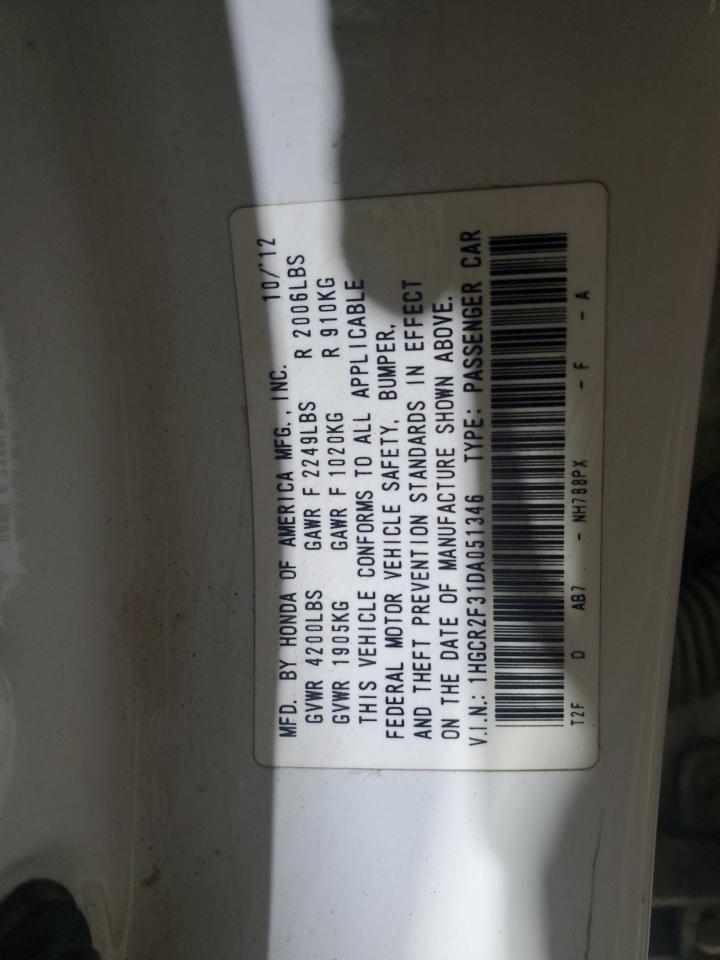 MFD. BY HONDA OF AMERICA MFG., INC. 10/'12
GVWR 4200LBS GAWR F 2249LBS R 2006LBS
GVWR 1905KG GAWR F 1020KG R 910KG
THIS VEHICLE CONFORMS TO ALL APPLICABLE
FEDERAL MOTOR VEHICLE SAFETY, BUMPER,
AND THEFT PREVENTION STANDARDS IN EFFECT
ON THE DATE OF MANUFACTURE SHOWN ABOVE.
V.I.N.: 1HGCR2F31DA051346 TYPE: PASSENGER CAR
T2F D AB7 - NH788PX - F - A